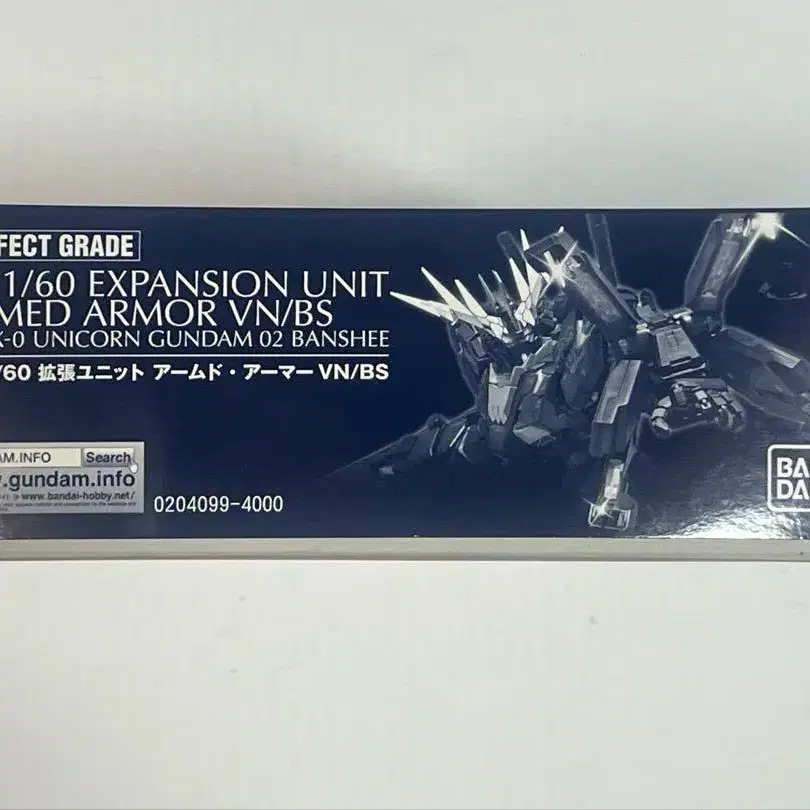 FECT GRADE
1/60 EXPANSION UNIT
MED ARMOR VN/BS
X-0 UNICORN GUNDAM 02 BANSHEE
/60 拡張ユニット アームド・アーマー VN/BS
AM.INFO Search
.gundam.info
www.bandai-hobby.net/
0204099-4000
BA
DA